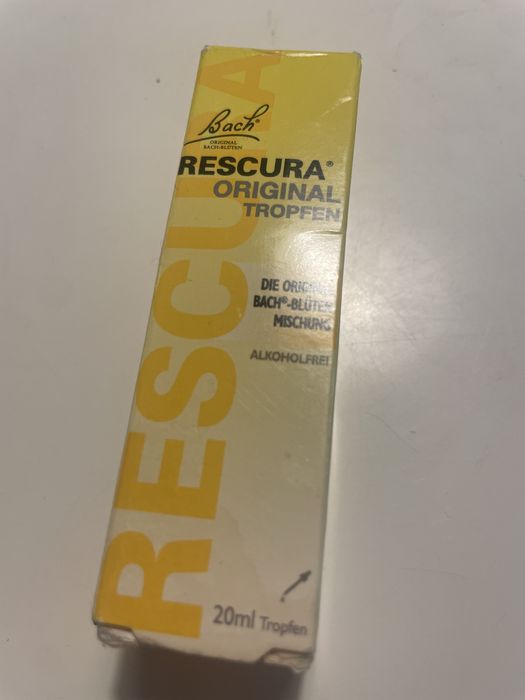 Bach®
ORIGINAL
BACH-BLÜTEN
RESCURA®
ORIGINAL
TROPFEN
DIE ORIGINAL
BACH®-BLÜTEN
MISCHUNG
ALKOHOLFREI
RESCURA
20ml Tropfen